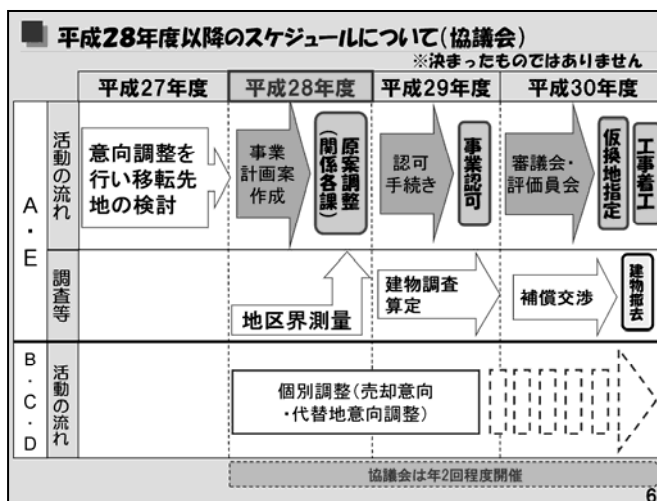 平成28年度以降のスケジュールについて(協議会)
※決まったものではありません
平成27年度
平成28年度
平成29年度
平成30年度
A・E
活動の流れ
意向調整を
行い移転先
地の検討
事業
計画案
作成
原案調整
(関係各課)
認可
手続き
事業認可
審議会・
評価員会
仮換地指定
工事着工
調査等
地区界測量
建物調査
算定
補償交渉
建物撤去
B・C・D
活動の流れ
個別調整(売却意向
・代替地意向調整)
協議会は年2回程度開催
6